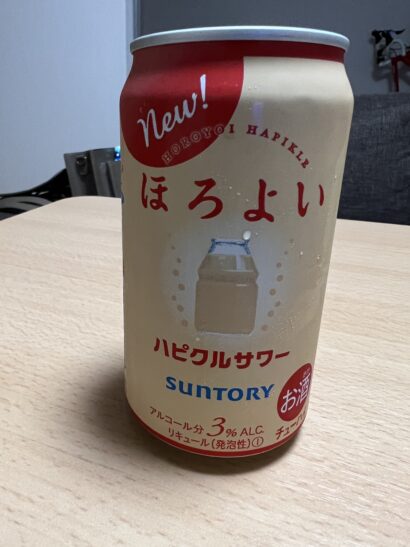 New!
HOROYOI HAPIKLE
ほろよい
ハピクルサワー
SUNTORY
お酒
アルコール分 3% ALC.
リキュール(発泡性)①